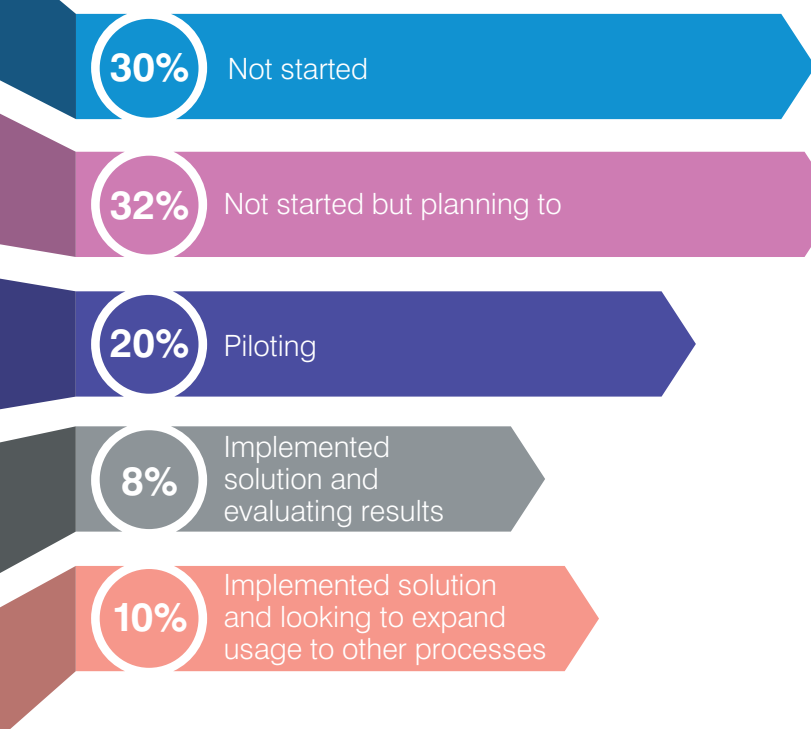 30% Not started
32% Not started but planning to
20% Piloting
8%
Implemented
solution and
evaluating results
10%
Implemented solution
and looking to expand
usage to other processes